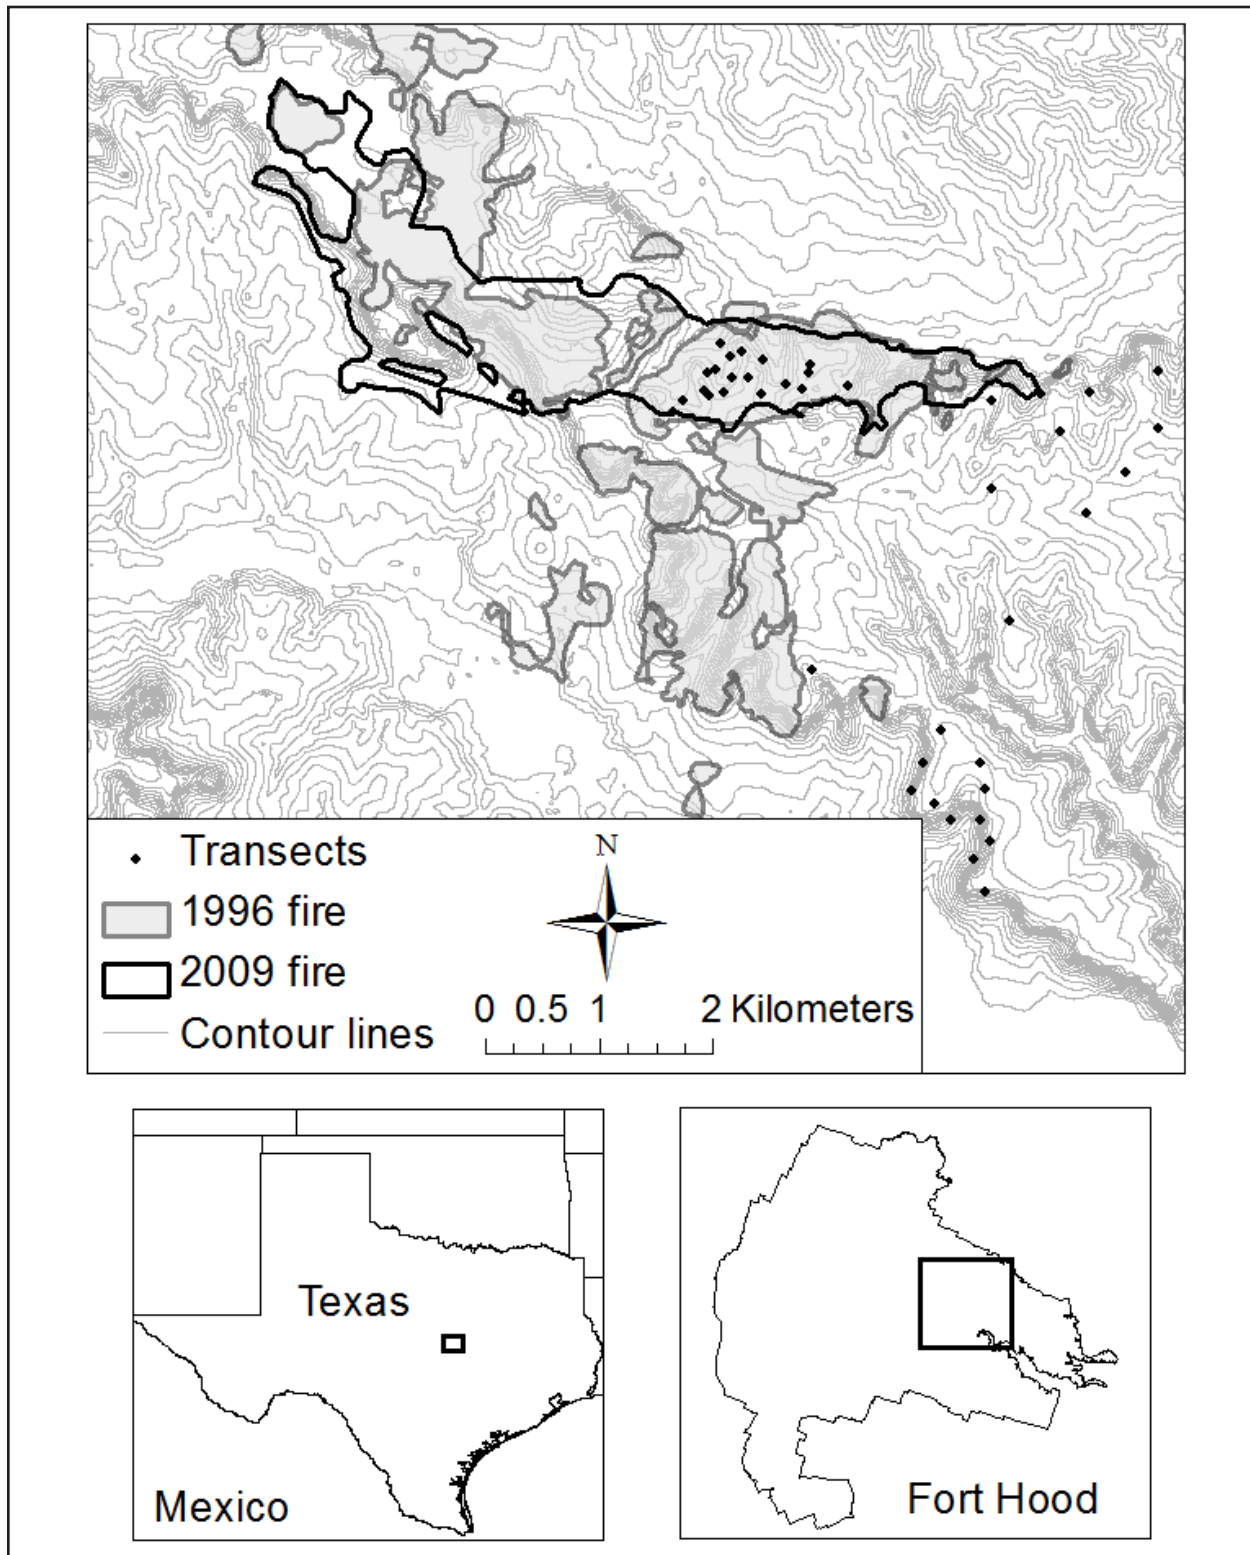 Transects
1996 fire
2009 fire
Contour lines
N
0 0.5 1 2 Kilometers
Texas
Mexico
Fort Hood